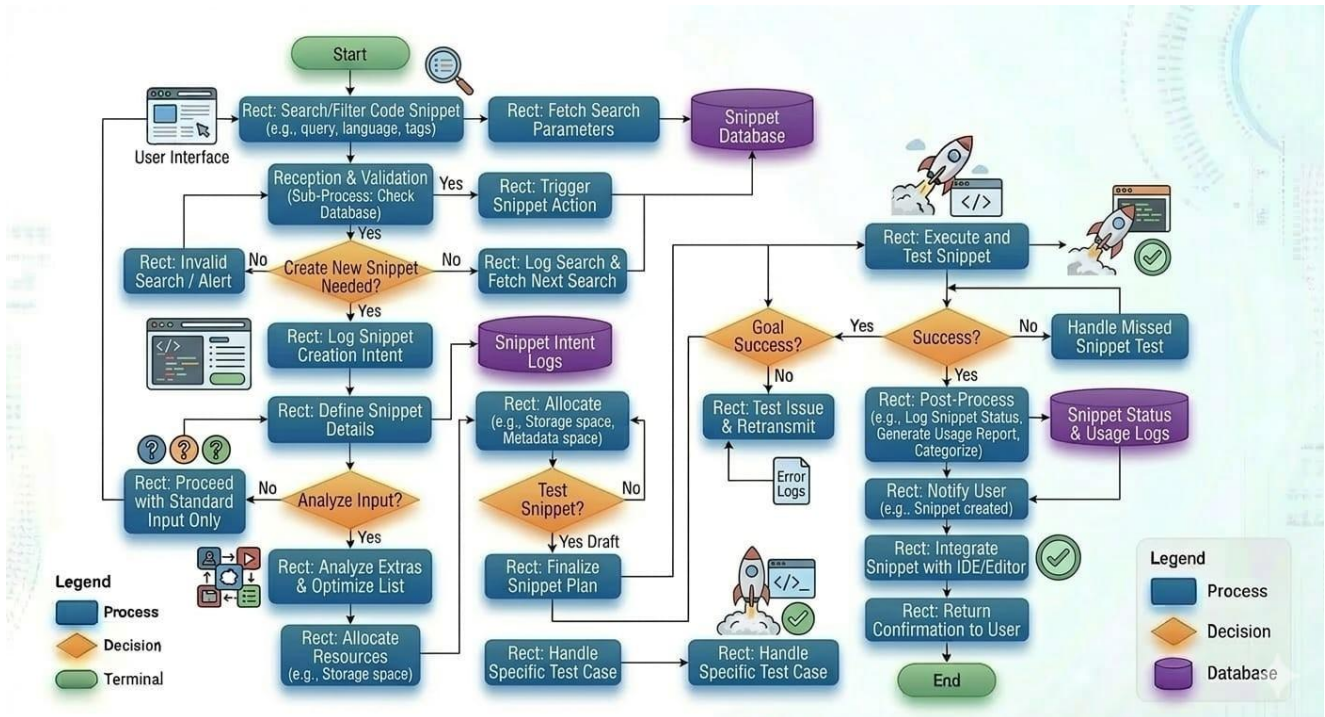 Start
Rect: Search/Filter Code Snippet
(e.g., query, language, tags)
Rect: Fetch Search
Parameters
Snippet
Database
User Interface
Reception & Validation
(Sub-Process: Check
Database)
Yes
Rect: Trigger
Snippet Action
Yes
Rect: Invalid
Search / Alert
No
Create New Snippet
Needed?
No
Rect: Log Search &
Fetch Next Search
Yes
</>
Rect: Log Snippet
Creation Intent
Snippet Intent
Logs
Rect: Define Snippet
Details
Rect: Allocate
(e.g., Storage space,
Metadata space)
? ? ?
Rect: Proceed
with Standard
Input Only
No
Analyze Input?
Test
Snippet?
No
Yes
Yes Draft
Rect: Analyze Extras
& Optimize List
Rect: Finalize
Snippet Plan
Rect: Allocate
Resources
(e.g., Storage space)
Rect: Handle
Specific Test Case
Rect: Handle
Specific Test Case
</>_
</>
Rect: Execute and
Test Snippet
Goal
Success?
Yes
Success?
No
Handle Missed
Snippet Test
No
Yes
Rect: Test Issue
& Retransmit
Error
Logs
Rect: Post-Process
(e.g., Log Snippet Status,
Generate Usage Report,
Categorize)
Snippet Status
& Usage Logs
Rect: Notify User
(e.g., Snippet created)
Rect: Integrate
Snippet with IDE/Editor
Rect: Return
Confirmation to User
End
Legend
Process
Decision
Terminal
Legend
Process
Decision
Database